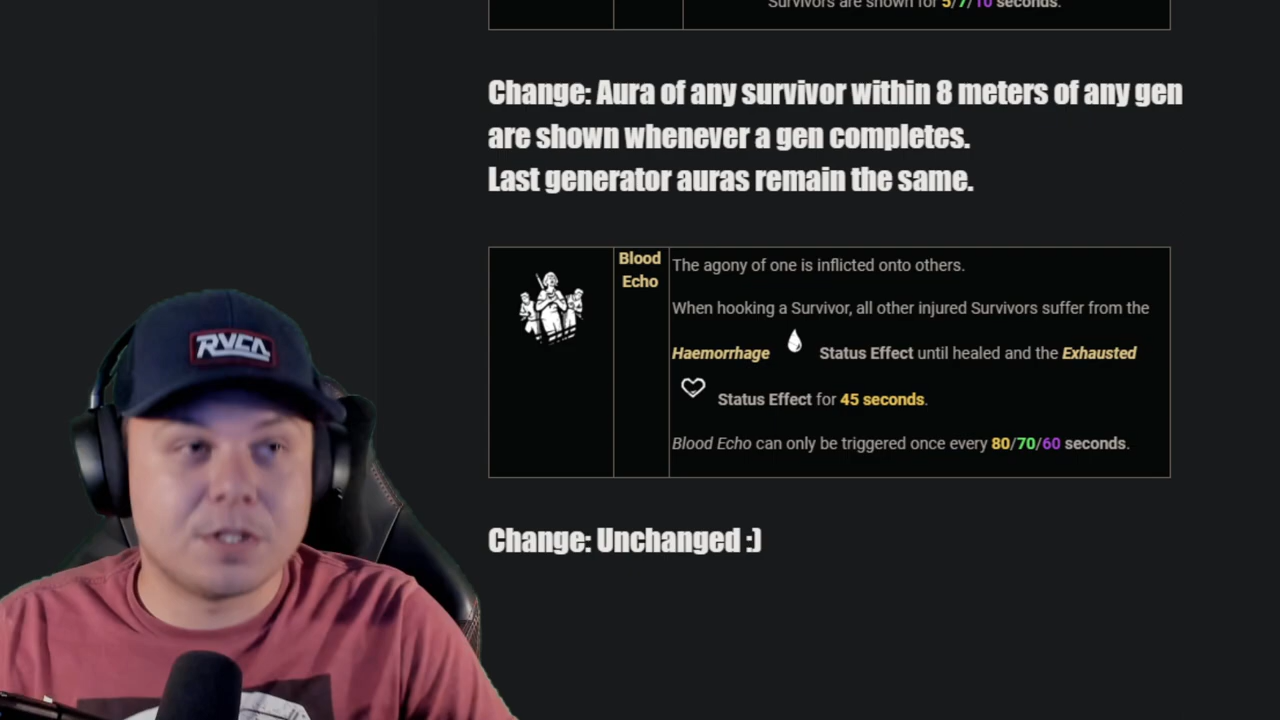 Survivors are shown for 5/7/10 seconds.
Change: Aura of any survivor within 8 meters of any gen
are shown whenever a gen completes.
Last generator auras remain the same.
Blood
Echo
The agony of one is inflicted onto others.
When hooking a Survivor, all other injured Survivors suffer from the
Haemorrhage Status Effect until healed and the Exhausted
Status Effect for 45 seconds.
Blood Echo can only be triggered once every 80/70/60 seconds.
Change: Unchanged :)
RVCA